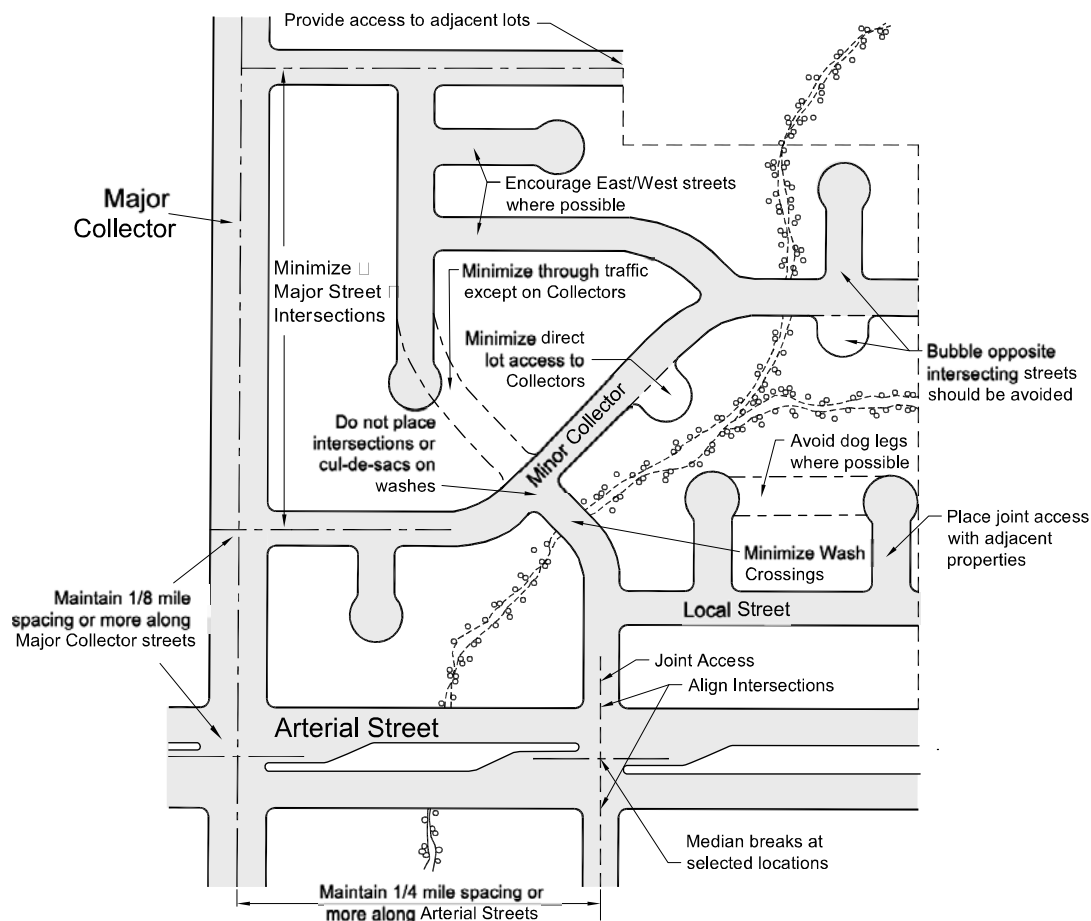 Provide access to adjacent lots
Major
Collector
Encourage East/West streets
where possible
Minimize □
Major Street □
Intersections
Minimize through traffic
except on Collectors
Minimize direct
lot access to
Collectors
Minor Collector
Bubble opposite
intersecting streets
should be avoided
Do not place
intersections or
cul-de-sacs on
washes
Avoid dog legs
where possible
Place joint access
with adjacent
properties
Minimize Wash
Crossings
Maintain 1/8 mile
spacing or more along
Major Collector streets
Local Street
Joint Access
Align Intersections
Arterial Street
Median breaks at
selected locations
Maintain 1/4 mile spacing or
more along Arterial Streets